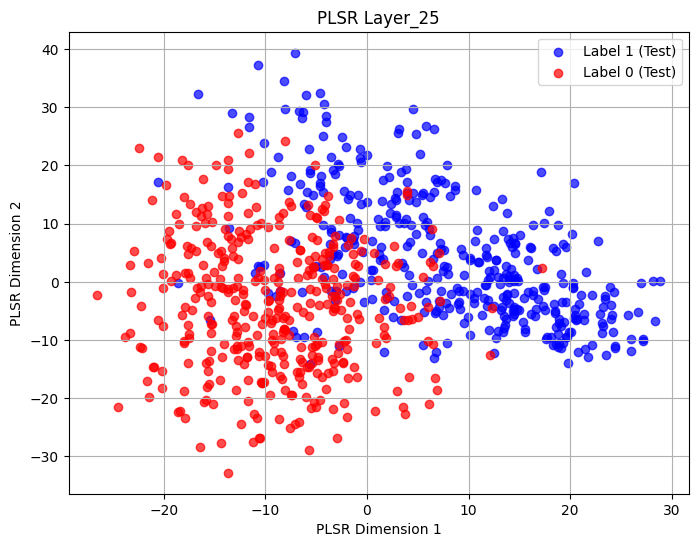 PLSR Layer_25
Label 1 (Test)
Label 0 (Test)
40
30
20
10
0
−10
−20
−30
PLSR Dimension 2
−20
−10
0
10
20
30
PLSR Dimension 1